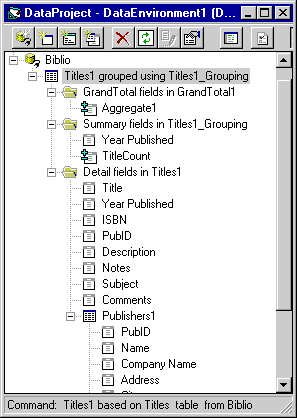 DataProject - DataEnvironment1 (D...
Biblio
Titles1 grouped using Titles1_Grouping
GrandTotal fields in GrandTotal1
Aggregate1
Summary fields in Titles1_Grouping
Year Published
TitleCount
Detail fields in Titles1
Title
Year Published
ISBN
PubID
Description
Notes
Subject
Comments
Publishers1
PubID
Name
Company Name
Address
Command: Titles1 based on Titles table from Biblio